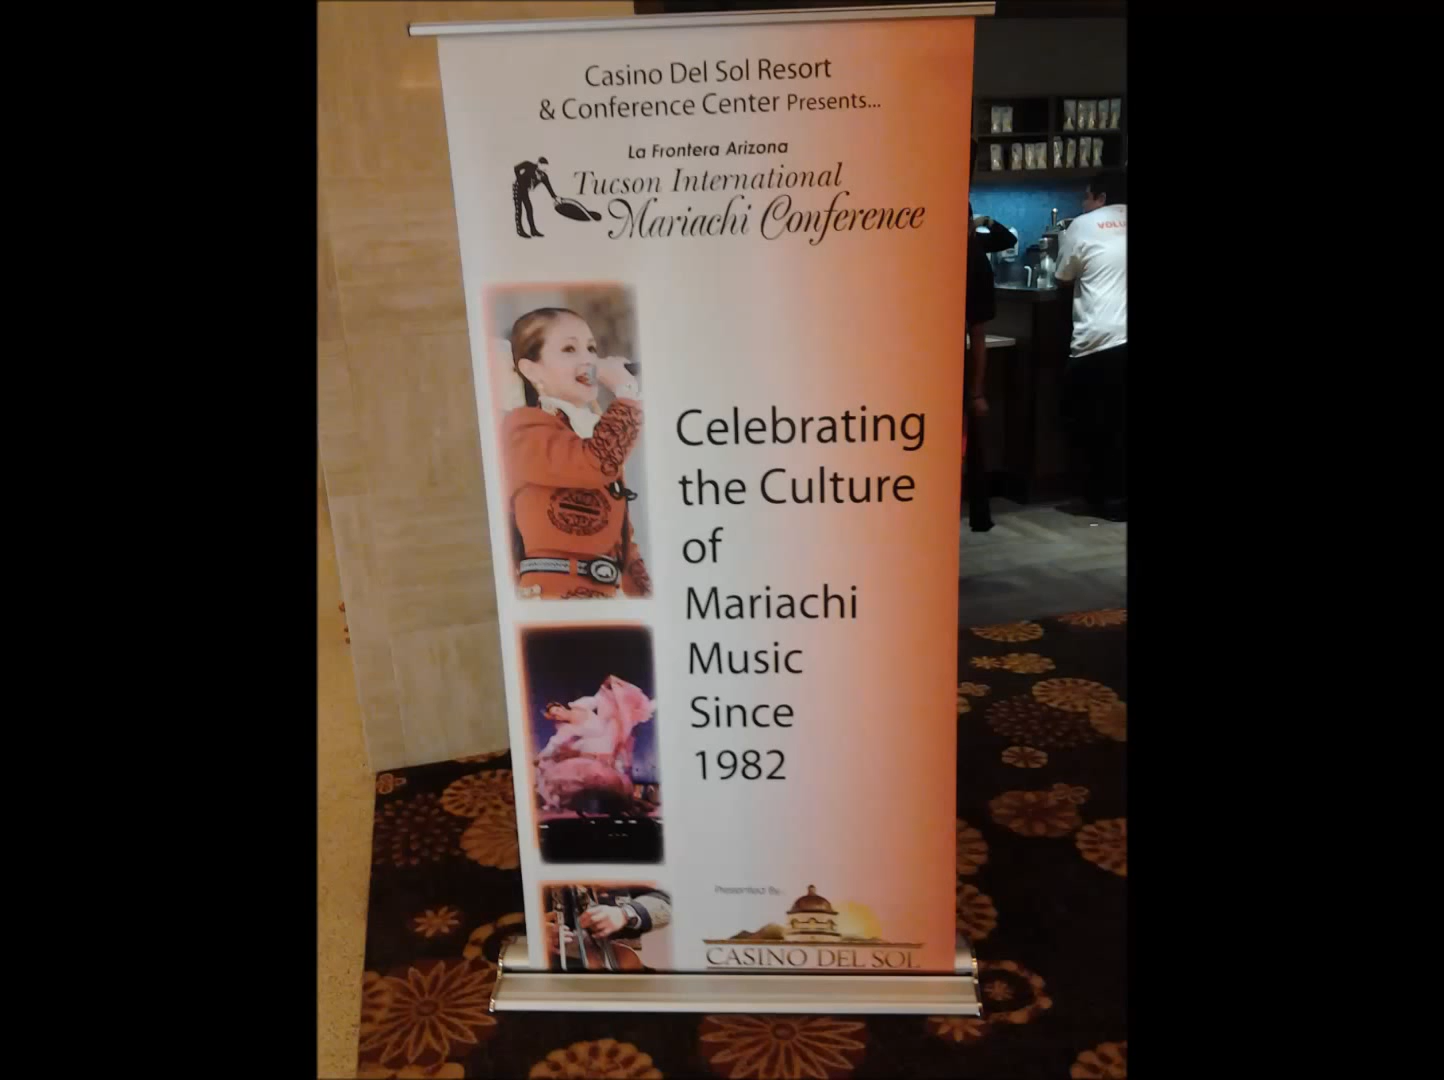 Casino Del Sol Resort
& Conference Center Presents...
La Frontera Arizona
Tucson International
Mariachi Conference
Celebrating
the Culture
of
Mariachi
Music
Since
1982
Presented By
CASINO DEL SOL